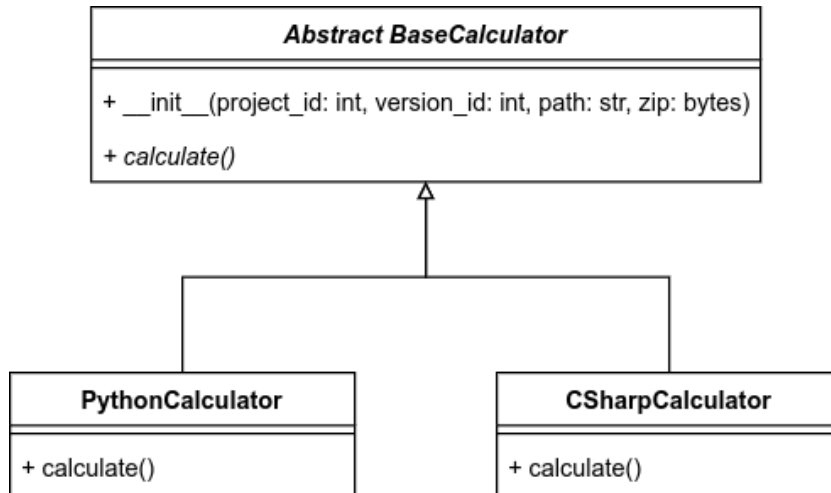 Abstract BaseCalculator
+ __init__(project_id: int, version_id: int, path: str, zip: bytes)
+ calculate()
PythonCalculator
+ calculate()
CSharpCalculator
+ calculate()